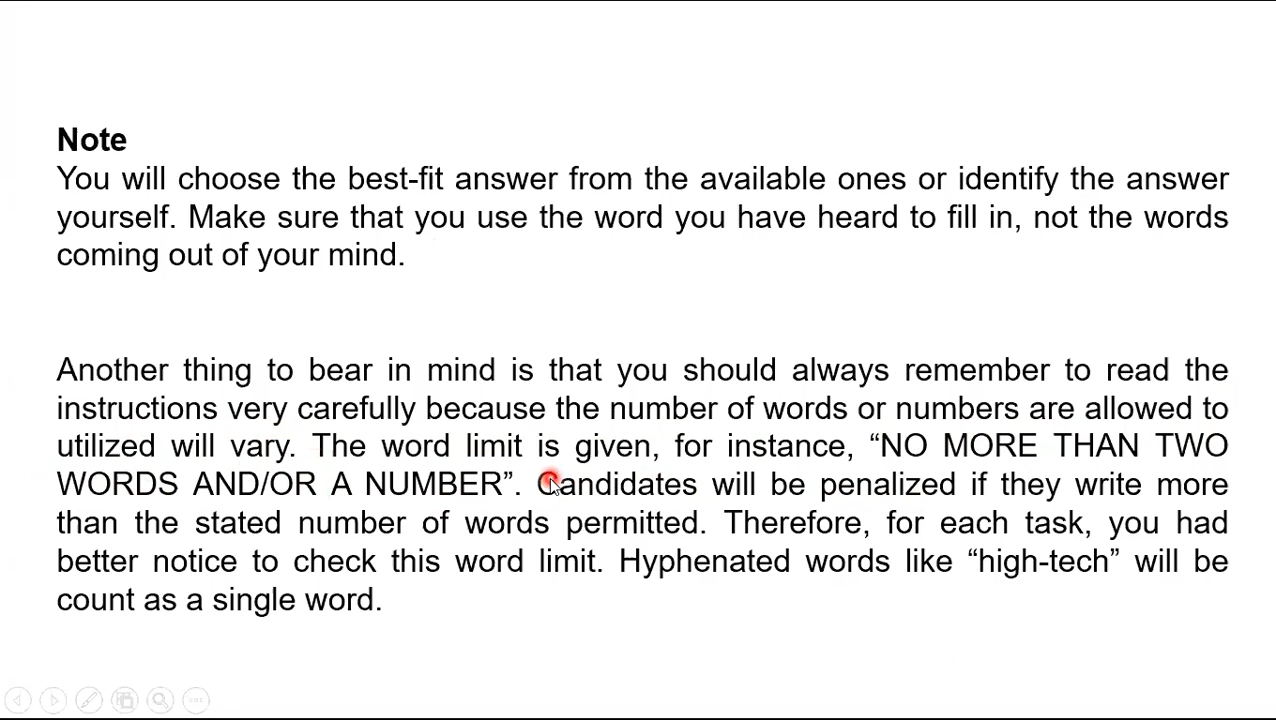 Note
You will choose the best-fit answer from the available ones or identify the answer
yourself. Make sure that you use the word you have heard to fill in, not the words
coming out of your mind.
Another thing to bear in mind is that you should always remember to read the
instructions very carefully because the number of words or numbers are allowed to
utilized will vary. The word limit is given, for instance, “NO MORE THAN TWO
WORDS AND/OR A NUMBER”. Candidates will be penalized if they write more
than the stated number of words permitted. Therefore, for each task, you had
better notice to check this word limit. Hyphenated words like “high-tech” will be
count as a single word.